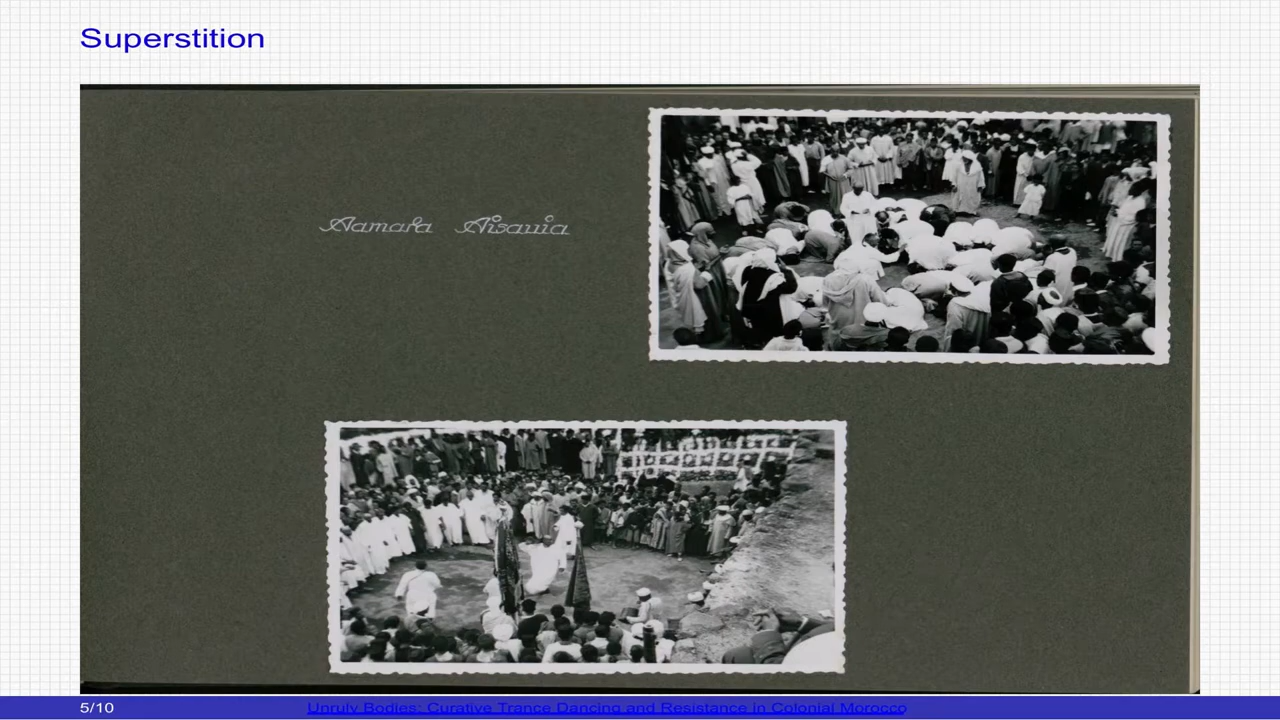 Superstition
Aamara Aisauia
5/10
Unruly Bodies: Curative Trance Dancing and Resistance in Colonial Morocco